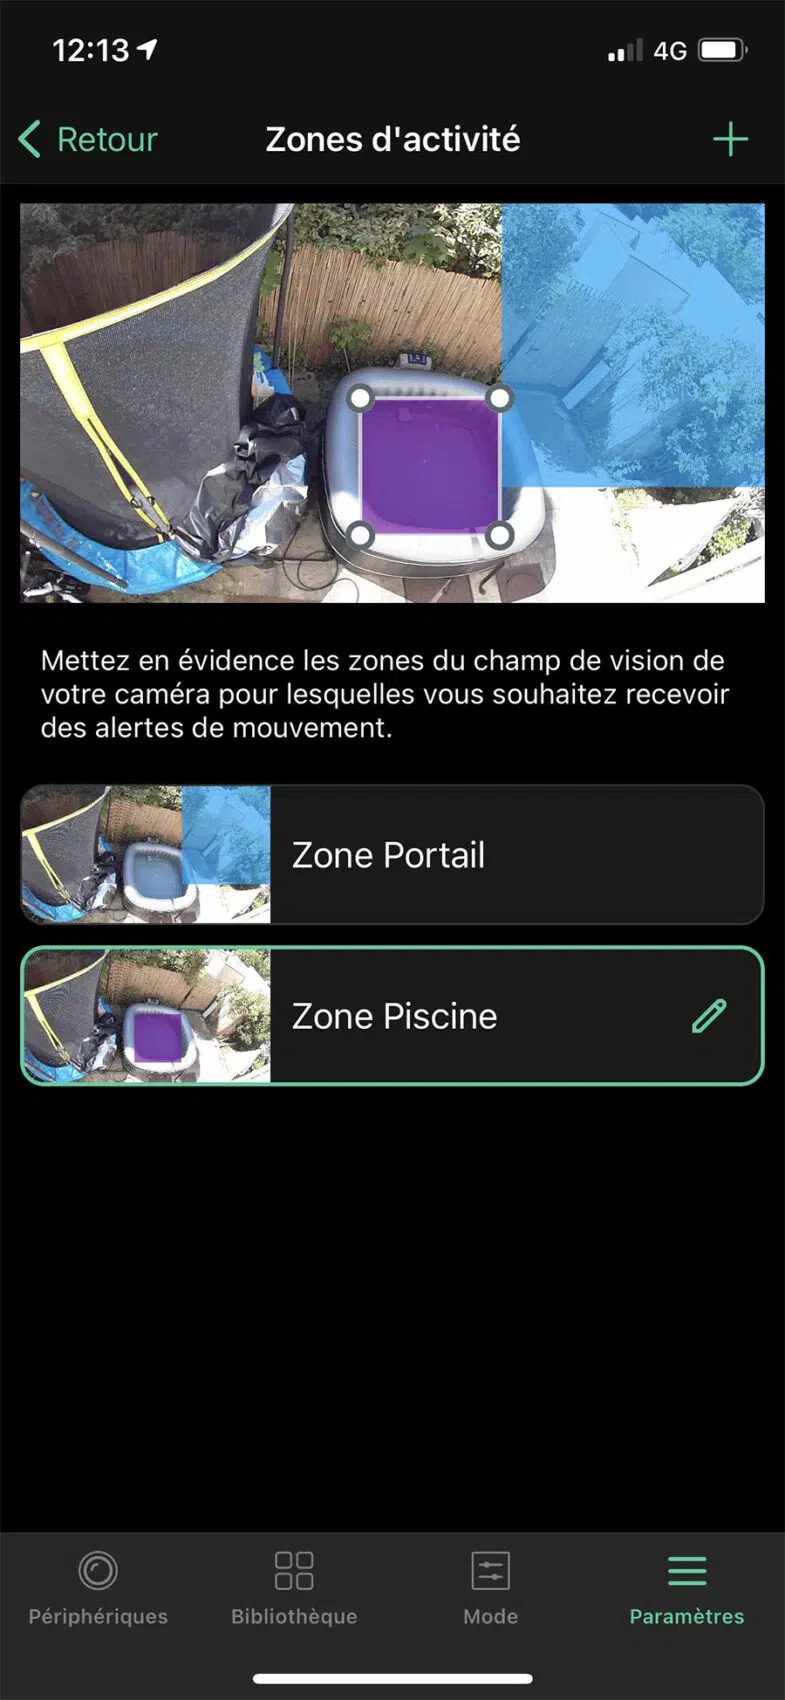 12:13
4G
Retour
Zones d'activité
Mettez en évidence les zones du champ de vision de
votre caméra pour lesquelles vous souhaitez recevoir
des alertes de mouvement.
Zone Portail
Zone Piscine
Périphériques
Bibliothèque
Mode
Paramètres